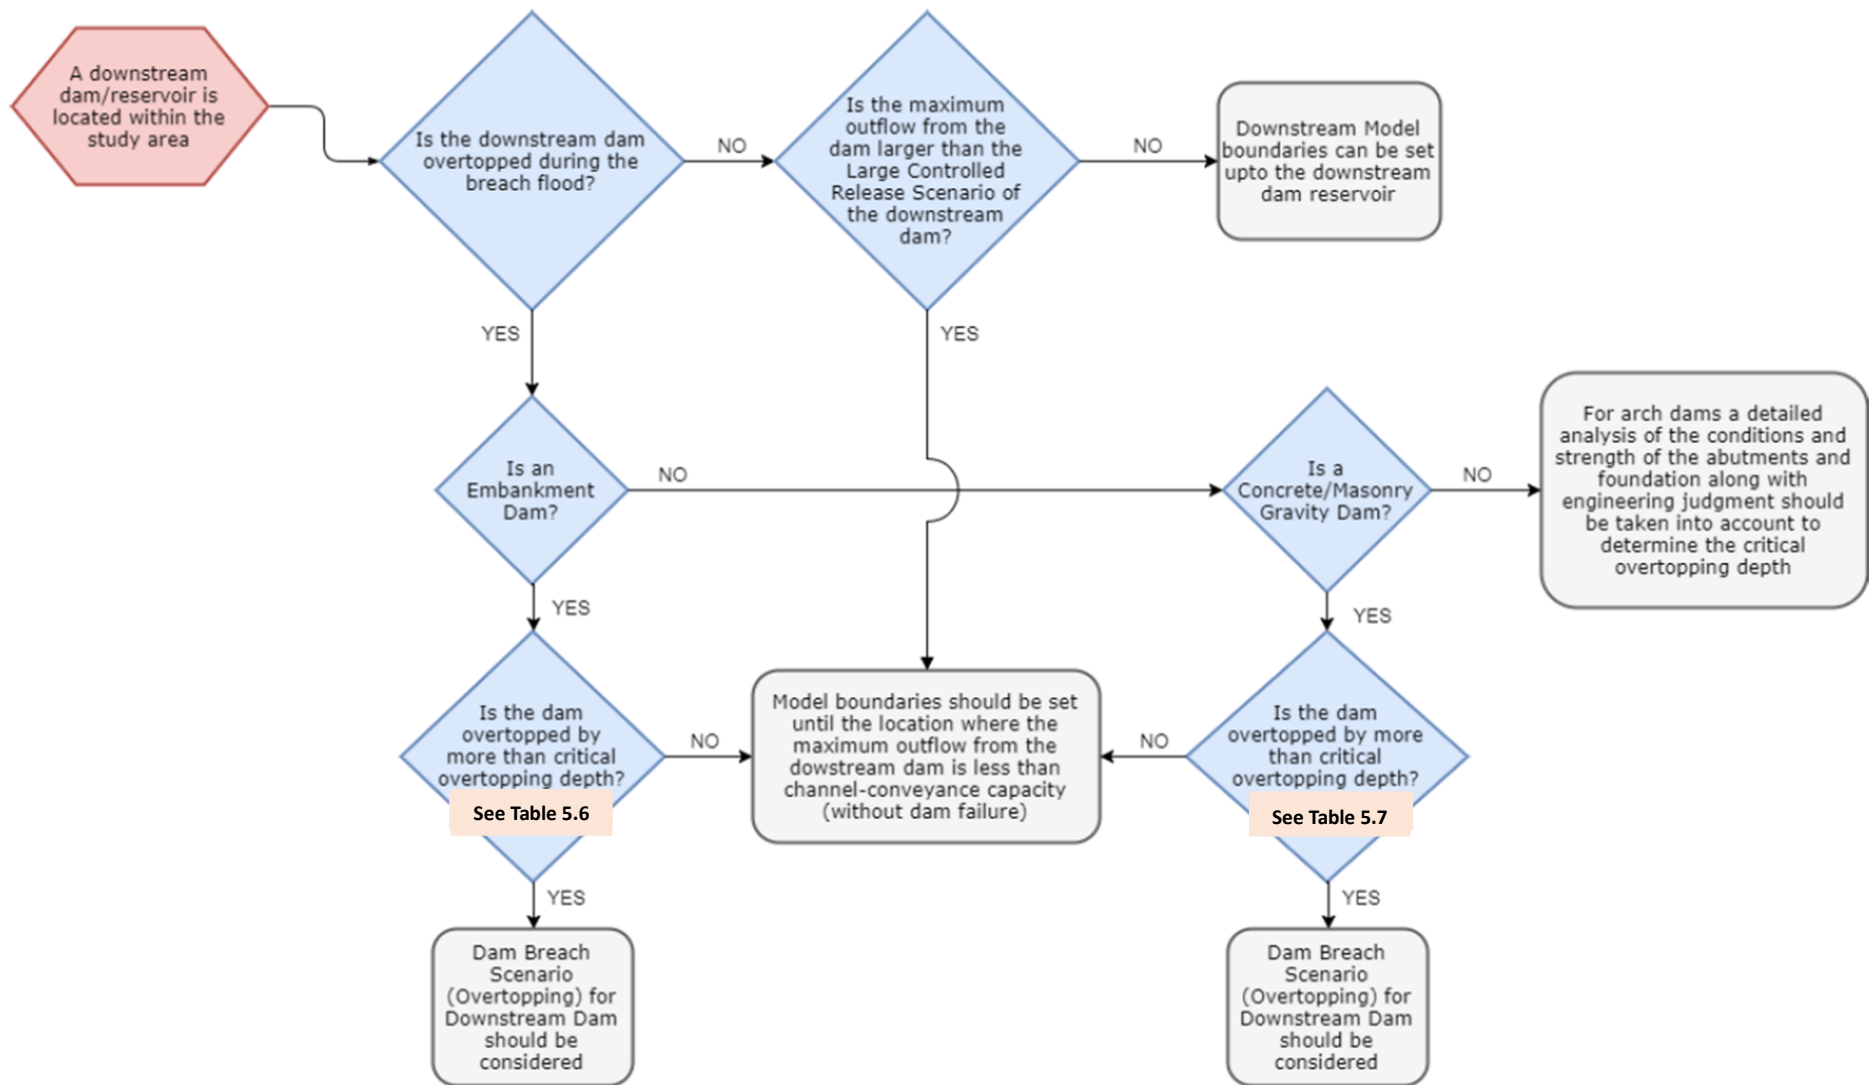 A downstream
dam/reservoir is
located within the
study area
Is the downstream dam
overtopped during the
breach flood?
NO
Is the maximum
outflow from the
dam larger than the
Large Controlled
Release Scenario of
the downstream
dam?
NO
Downstream Model
boundaries can be set
upto the downstream
dam reservoir
YES
YES
Is an
Embankment
Dam?
NO
Is a
Concrete/Masonry
Gravity Dam?
NO
For arch dams a detailed
analysis of the conditions and
strength of the abutments and
foundation along with
engineering judgment should
be taken into account to
determine the critical
overtopping depth
YES
YES
Is the dam
overtopped by
more than critical
overtopping depth?
See Table 5.6
NO
Model boundaries should be set
until the location where the
maximum outflow from the
dowstream dam is less than
channel-conveyance capacity
(without dam failure)
NO
Is the dam
overtopped by more
than critical
overtopping depth?
See Table 5.7
YES
YES
Dam Breach
Scenario
(Overtopping) for
Downstream Dam
should be
considered
Dam Breach
Scenario
(Overtopping) for
Downstream Dam
should be
considered